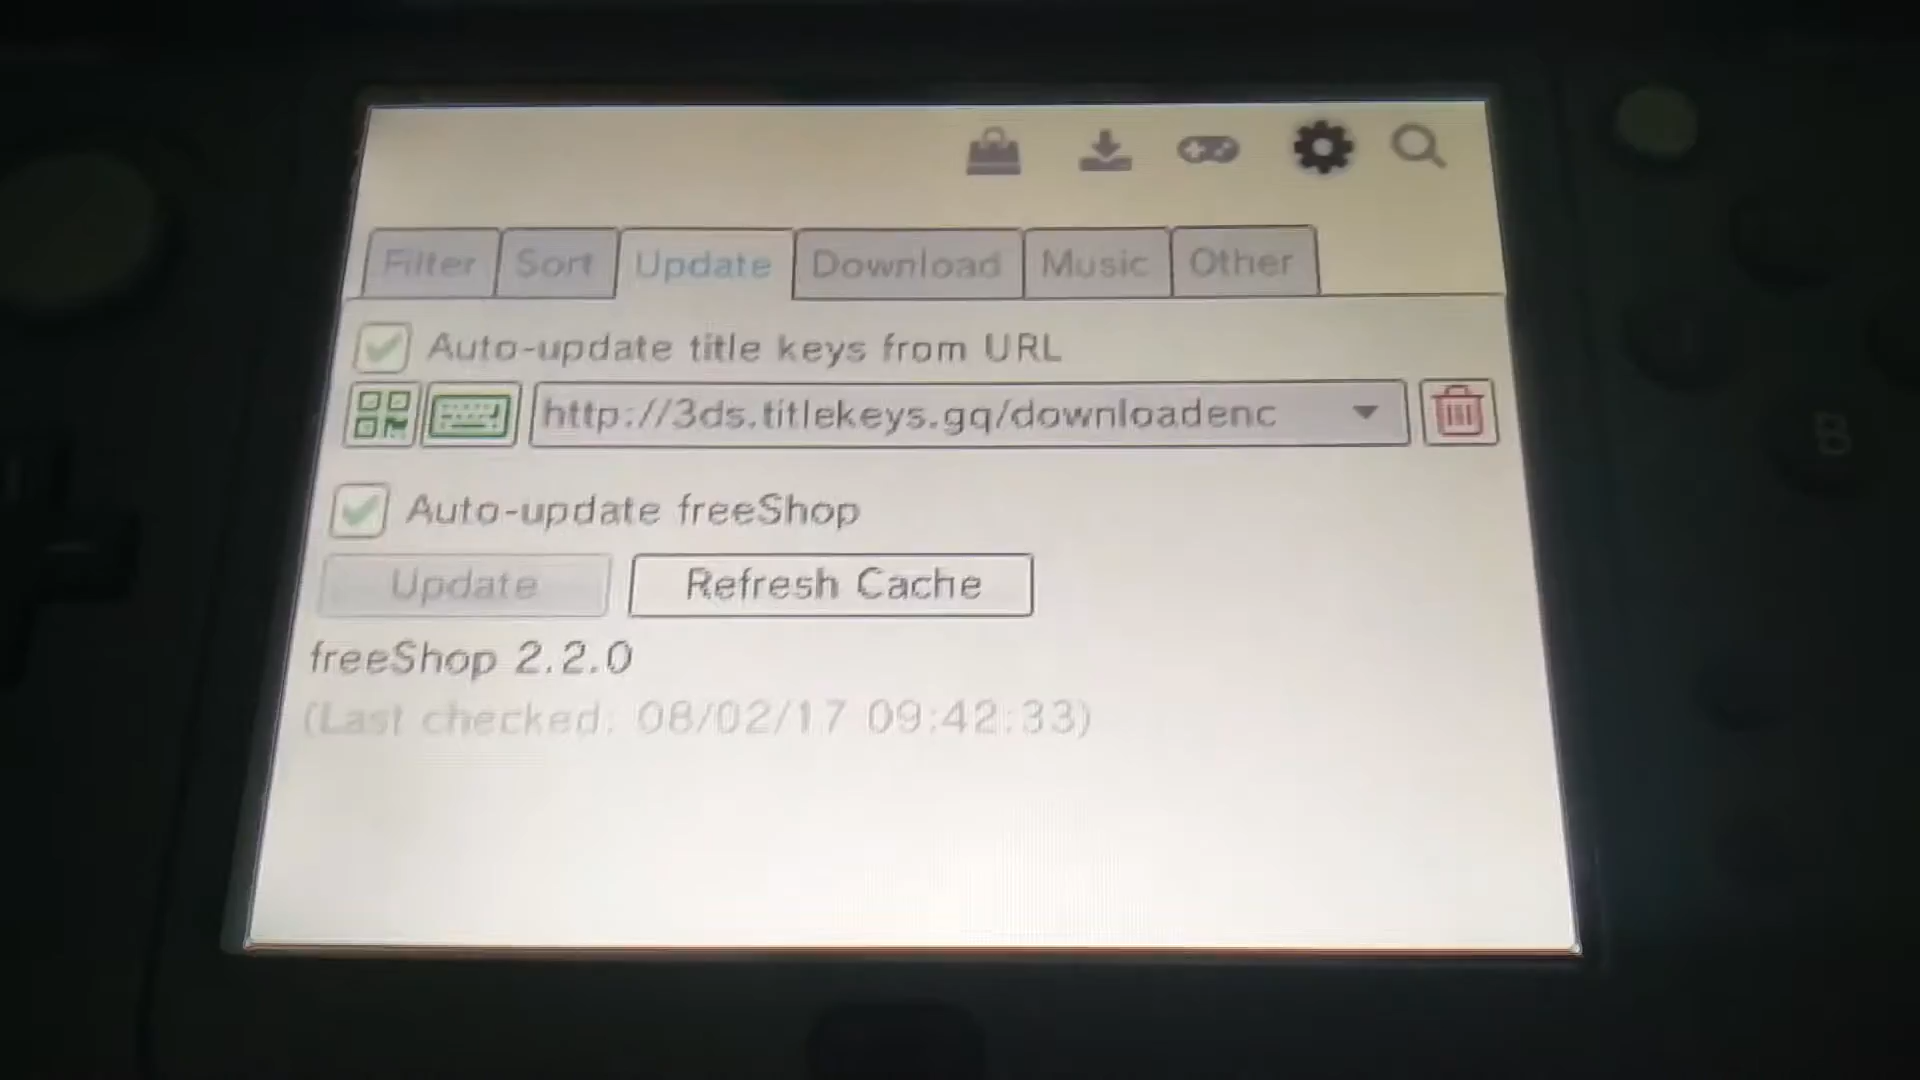 Filter Sort Update Download Music Other
Auto-update title keys from URL
http://3ds.titlekeys.gq/downloadenc
Auto-update freeShop
Update Refresh Cache
freeShop 2.2.0
(Last checked: 08/02/17 09:42:33)
B